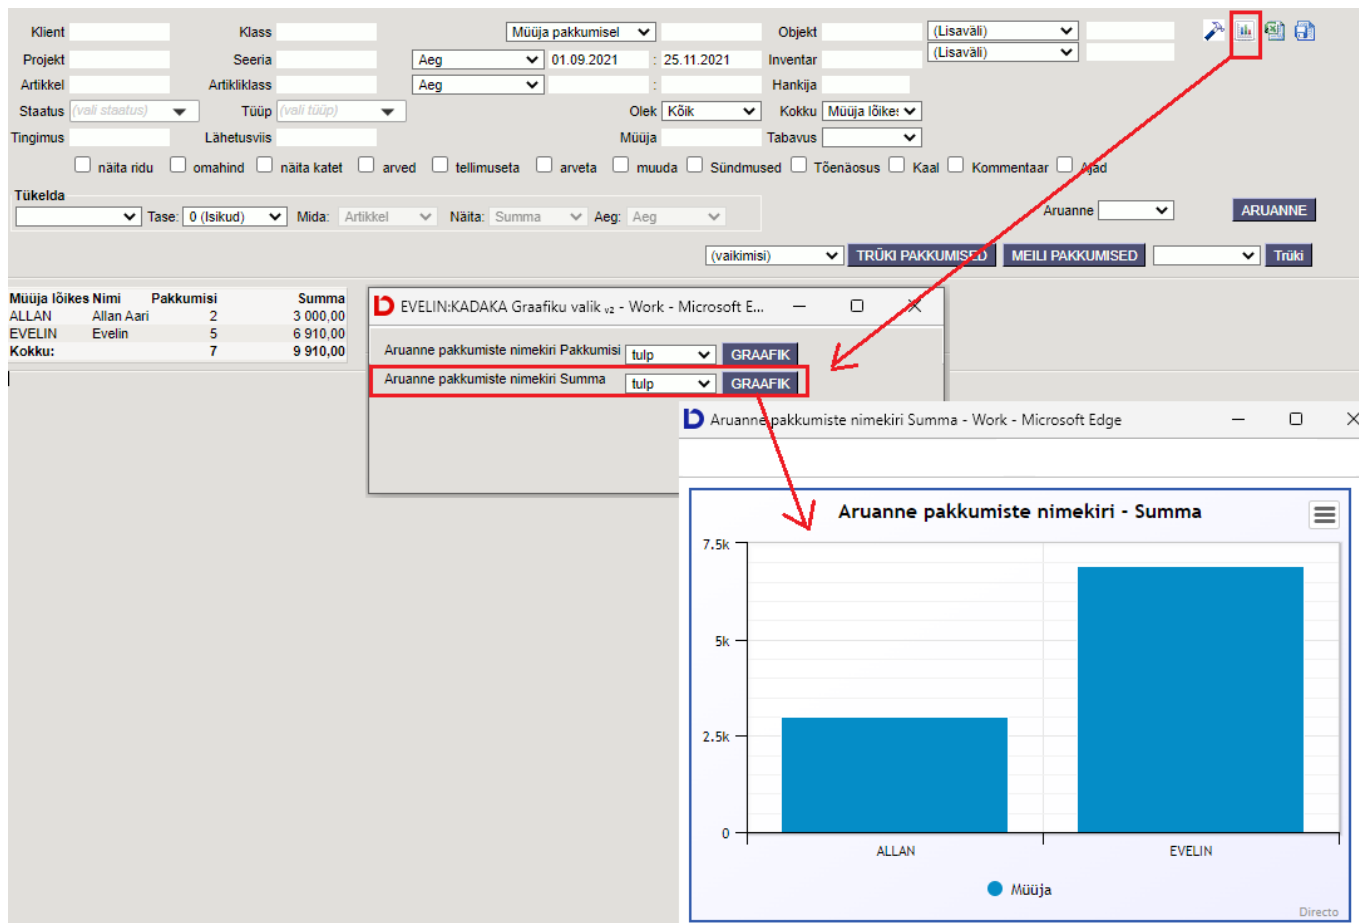 Klient Klass Müüja pakkumisel Objekt (Lisaväli)
Projekt Seeria Aeg 01.09.2021 : 25.11.2021 Inventar (Lisaväli)
Artikkel Artikliklass Aeg : Hankija
Staatus (vali staatus) Tüüp (vali tüüp) Olek Kõik Kokku Müüja lõikes
Tingimus Lähetusviis Müüja Tabavus
näita ridu omahind näita katet arved tellimuseta arveta muuda Sündmused Tõenäosus Kaal Kommentaar Ajad
Tükelda
Tase: 0 (Isikud) Mida: Artikkel Näita: Summa Aeg: Aeg Aruanne ARUANNE
(vaikimisi) TRÜKI PAKKUMISED MEILI PAKKUMISED Trüki
Müüja lõikes Nimi Pakkumisi Summa
ALLAN Allan Aari 2 3 000,00
EVELIN Evelin 5 6 910,00
Kokku: 7 9 910,00
EVELIN:KADAKA Graafiku valik v2 - Work - Microsoft E...
Aruanne pakkumiste nimekiri Pakkumisi tulp GRAAFIK
Aruanne pakkumiste nimekiri Summa tulp GRAAFIK
Aruanne pakkumiste nimekiri Summa - Work - Microsoft Edge
Aruanne pakkumiste nimekiri - Summa
7.5k
5k
2.5k
0
ALLAN EVELIN
Müüja
Directo